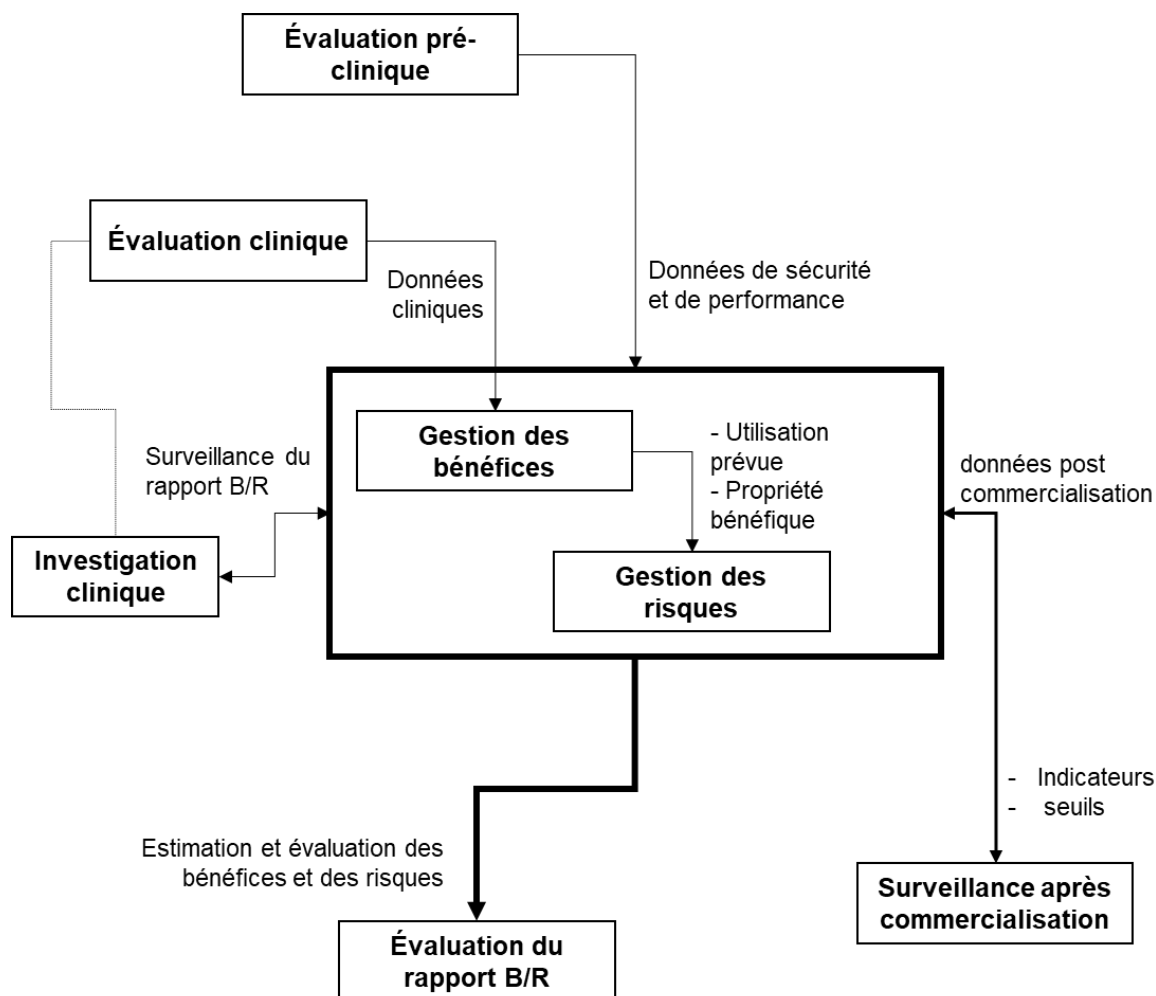 Évaluation pré-
clinique
Évaluation clinique
Données
cliniques
Données de sécurité
et de performance
Gestion des
bénéfices
- Utilisation
prévue
- Propriété
bénéfique
Surveillance du
rapport B/R
données post
commercialisation
Investigation
clinique
Gestion des
risques
- Indicateurs
- seuils
Estimation et évaluation des
bénéfices et des risques
Surveillance après
commercialisation
Évaluation du
rapport B/R